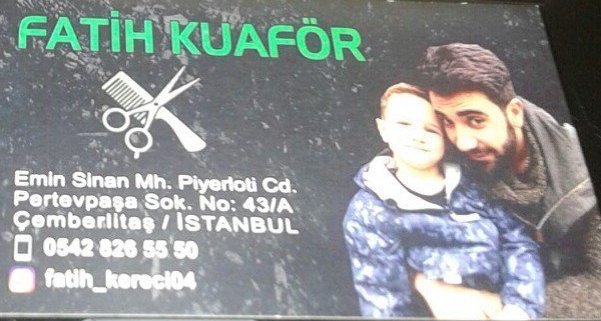 FATİH KUAFÖR
Emin Sinan Mh. Piyerloti Cd.
Pertevpaşa Sok. No: 43/A
Çemberlitaş / İSTANBUL
0542 826 55 50
fatih_kereci04